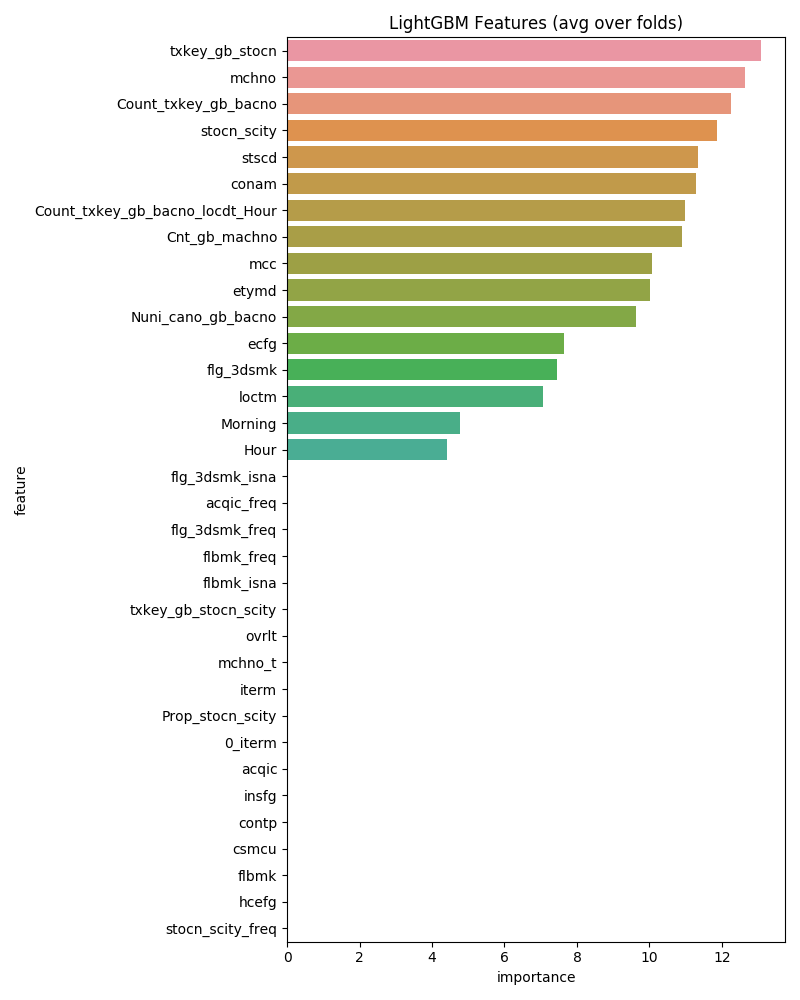 LightGBM Features (avg over folds)
txkey_gb_stocn
mchno
Count_txkey_gb_bacno
stocn_scity
stscd
conam
Count_txkey_gb_bacno_locdt_Hour
Cnt_gb_machno
mcc
etymd
Nuni_cano_gb_bacno
ecfg
flg_3dsmk
loctm
Morning
Hour
flg_3dsmk_isna
acqic_freq
flg_3dsmk_freq
flbmk_freq
flbmk_isna
txkey_gb_stocn_scity
ovrlt
mchno_t
iterm
Prop_stocn_scity
0_iterm
acqic
insfg
contp
csmcu
flbmk
hcefg
stocn_scity_freq
feature
0 2 4 6 8 10 12
importance